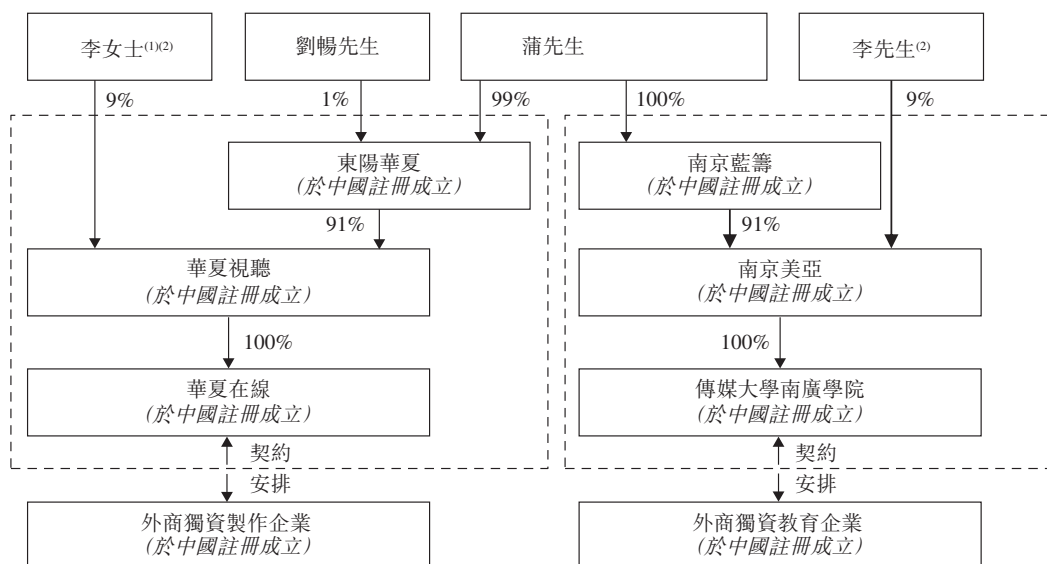 李女士(1)(2)
劉暢先生
蒲先生
李先生(2)
9%
1%
99%
100%
9%
東陽華夏
(於中國註冊成立)
南京藍籌
(於中國註冊成立)
91%
91%
華夏視聽
(於中國註冊成立)
南京美亞
(於中國註冊成立)
100%
100%
華夏在線
(於中國註冊成立)
傳媒大學南廣學院
(於中國註冊成立)
契約
安排
契約
安排
外商獨資製作企業
(於中國註冊成立)
外商獨資教育企業
(於中國註冊成立)